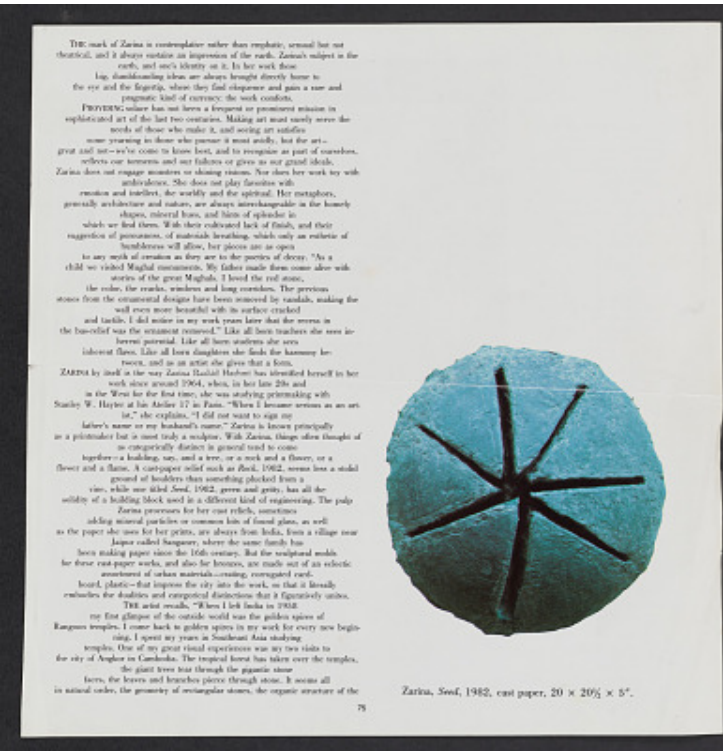 THE mark of Zarina is contemplative rather than emphatic, sensual but not
theatrical, and it always sustains an impression of the earth. Zarina's subject is the
earth, and one's identity on it. In her work these
big, dumbfounding ideas are always brought directly home to
the eye and the fingertip, where they find eloquence and gain a rare and
pragmatic kind of currency: the work comforts.
PROVIDING solace has not been a frequent or prominent mission in
sophisticated art of the last two centuries. Making art must surely serve the
needs of those who make it, and seeing art satisfies
some yearning in those who pursue it most avidly, but the art—
great and not—we've come to know best, and to recognize as part of ourselves,
reflects our torments and our failures or gives us our grand ideals.
Zarina does not engage monsters or shining visions. Nor does her work toy with
ambivalence. She does not play favorites with
emotion and intellect, the worldly and the spiritual. Her metaphors,
generally architecture and nature, are always interchangeable in the homely
shapes, mineral hues, and hints of splendor in
which we find them. With their cultivated lack of finish, and their
suggestion of porousness, of materials breathing, which only an esthetic of
humbleness will allow, her pieces are as open
to any myth of creation as they are to the poetics of decay. "As a
child we visited Mughal monuments. My father made them come alive with
stories of the great Mughals. I loved the red stone,
the color, the cracks, windows and long corridors. The precious
stones from the ornamental designs have been removed by vandals, making the
wall even more beautiful with its surface cracked
and tactile. I did notice in my work years later that the recess in
the bas-relief was the ornament removed." Like all born teachers she sees in-
herent potential. Like all born students she sees
inherent flaws. Like all born daughters she finds the harmony be-
tween, and as an artist she gives that a form.
ZARINA by itself is the way Zarina Rashid Hashmi has identified herself in her
work since around 1964, when, in her late 20s and
in the West for the first time, she was studying printmaking with
Stanley W. Hayter at his Atelier 17 in Paris. "When I became serious as an art-
ist," she explains, "I did not want to sign my
father's name or my husband's name." Zarina is known principally
as a printmaker but is most truly a sculptor. With Zarina, things often thought of
as categorically distinct in general tend to come
together—a building, say, and a tree, or a rock and a flower, or a
flower and a flame. A cast-paper relief such as Rock, 1982, seems less a stolid
ground of boulders than something plucked from a
vine, while one titled Seed, 1982, green and gritty, has all the
solidity of a building block used in a different kind of engineering. The pulp
Zarina processes for her cast reliefs, sometimes
adding mineral particles or common bits of found glass, as well
as the paper she uses for her prints, are always from India, from a village near
Jaipur called Sanganer, where the same family has
been making paper since the 16th century. But the sculptural molds
for these cast-paper works, and also for bronzes, are made out of an eclectic
assortment of urban materials—coating, corrugated card-
board, plastic—that impress the city into the work, so that it literally
embodies the dualities and categorical distinctions that it figuratively unites.
THE artist recalls, "When I left India in 1958
my first glimpse of the outside world was the golden spires of
Rangoon temples. I come back to golden spires in my work for every new begin-
ning. I spent my years in Southeast Asia studying
temples. One of my great visual experiences was my two visits to
the city of Angkor in Cambodia. The tropical forest has taken over the temples,
the giant trees tear through the gigantic stone
faces, the leaves and branches pierce through stone. It seems all
in natural order, the geometry of rectangular stones, the organic structure of the
75
Zarina, Seed, 1982, cast paper, 20 × 20½ × 5".